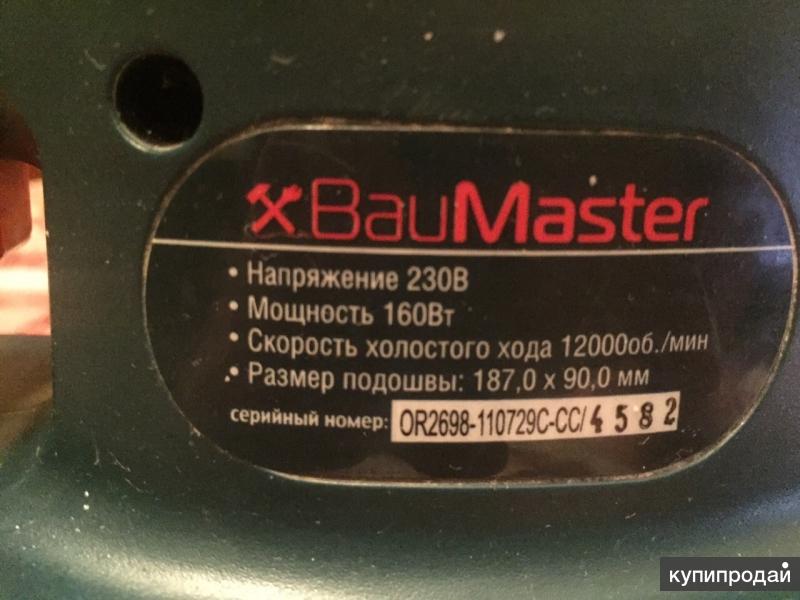 BauMaster
• Напряжение 230В
• Мощность 160Вт
• Скорость холостого хода 12000об./мин
• Размер подошвы: 187,0 x 90,0 мм
серийный номер: OR2698-110729C-CC/4582
купипродай